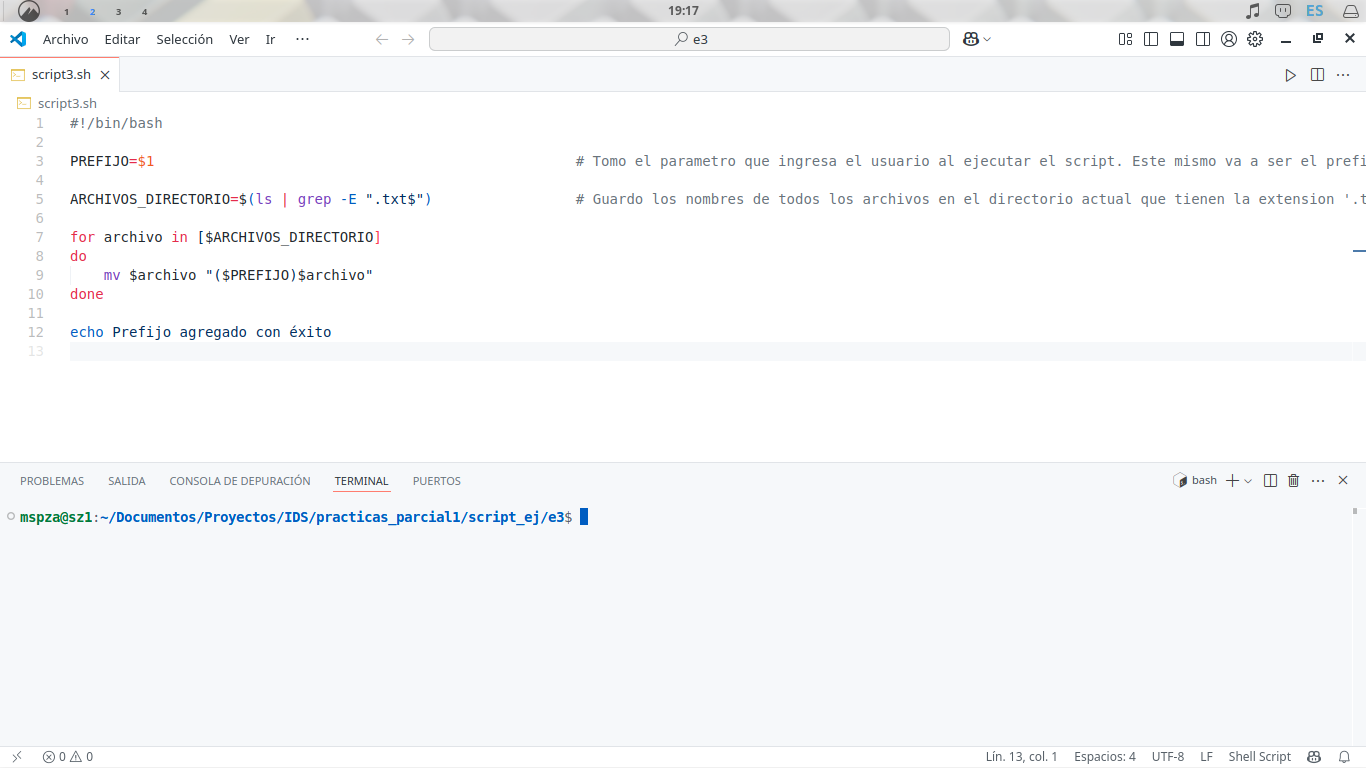 1 2 3 4 19:17 ES
Archivo Editar Selección Ver Ir ··· e3
script3.sh
script3.sh
1 #!/bin/bash
2
3 PREFIJO=$1 # Tomo el parametro que ingresa el usuario al ejecutar el script. Este mismo va a ser el prefi
4
5 ARCHIVOS_DIRECTORIO=$(ls | grep -E ".txt$") # Guardo los nombres de todos los archivos en el directorio actual que tienen la extension '.t
6
7 for archivo in [$ARCHIVOS_DIRECTORIO]
8 do
9 mv $archivo "($PREFIJO)$archivo"
10 done
11
12 echo Prefijo agregado con éxito
13
PROBLEMAS SALIDA CONSOLA DE DEPURACIÓN TERMINAL PUERTOS bash
mspza@sz1:~/Documentos/Proyectos/IDS/practicas_parcial1/script_ej/e3$
0 0 Lín. 13, col. 1 Espacios: 4 UTF-8 LF Shell Script